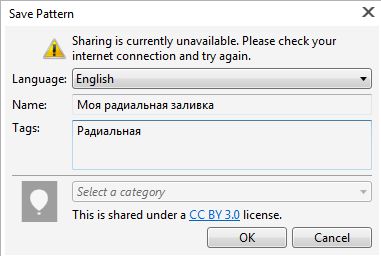 Save Pattern
Sharing is currently unavailable. Please check your
internet connection and try again.
Language: English
Name: Моя радиальная заливка
Tags: Радиальная
Select a category
This is shared under a CC BY 3.0 license.
OK Cancel